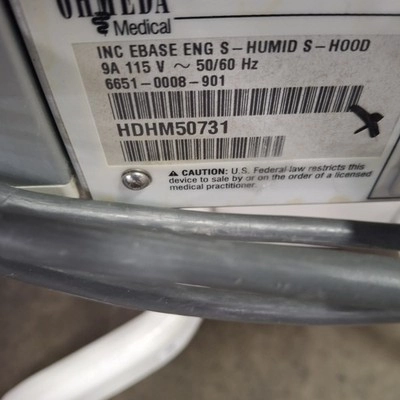 OHMEDA
Medical
INC EBASE ENG S-HUMID S-HOOD
9A 115 V ~ 50/60 Hz
6651-0008-901
HDHM50731
⚠ CAUTION: U.S. Federal law restricts this
device to sale by or on the order of a licensed
medical practitioner.